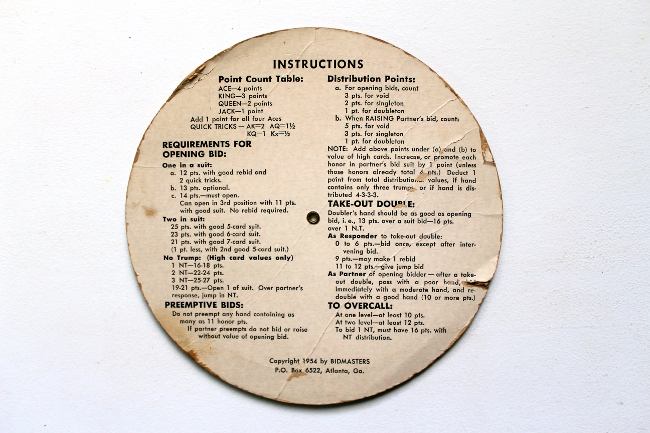 INSTRUCTIONS
Point Count Table:
ACE—4 points
KING—3 points
QUEEN—2 points
JACK—1 point
Add 1 point for all four Aces
QUICK TRICKS—AK=2 AQ=1½
KQ—1 Kx=½
REQUIREMENTS FOR
OPENING BID:
One in a suit:
a. 12 pts. with good rebid and
2 quick tricks.
b. 13 pts. optional.
c. 14 pts.—must open.
Can open in 3rd position with 11 pts.
with good suit. No rebid required.
Two in suit:
25 pts. with good 5-card suit.
23 pts. with good 6-card suit.
21 pts. with good 7-card suit.
(1 pt. less, with 2nd good 5-card suit.)
No Trump: (High card values only)
1 NT—16-18 pts.
2 NT—22-24 pts.
3 NT—25-27 pts.
19-21 pts.—Open 1 of suit. Over partner's
response, jump in NT.
PREEMPTIVE BIDS:
Do not preempt any hand containing as
many as 11 honor pts.
If partner preempts do not bid or raise
without value of opening bid.
Distribution Points:
a. For opening bids, count
3 pts. for void
2 pts. for singleton
1 pt. for doubleton
b. When RAISING Partner's bid, count:
5 pts. for void
3 pts. for singleton
1 pt. for doubleton
NOTE: Add above points under (a) and (b) to
value of high cards. Increase, or promote each
honor in partner's bid suit by 1 point (unless
those honors already total 4 pts.) Deduct 1
point from total values, if hand
contains only three trumps or if hand is dis-
tributed 4-3-3-3.
TAKE-OUT DOUBLE:
Doubler's hand should be as good as opening
bid, i.e., 13 pts. over a suit bid—16 pts.
over 1 N.T.
As Responder to take-out double:
0 to 6 pts.—bid once, except after inter-
vening bid.
9 pts.—may make 1 rebid
11 to 12 pts.—give jump bid
As Partner of opening bidder—after a take-
out double, pass with a poor hand,
immediately with a moderate hand, and re-
double with a good hand (10 or more pts.)
TO OVERCALL:
At one level—at least 10 pts.
At two level—at least 12 pts.
To bid 1 NT, must have 16 pts. with
NT distribution.
Copyright 1954 by BIDMASTERS
P.O. Box 6522, Atlanta, Ga.